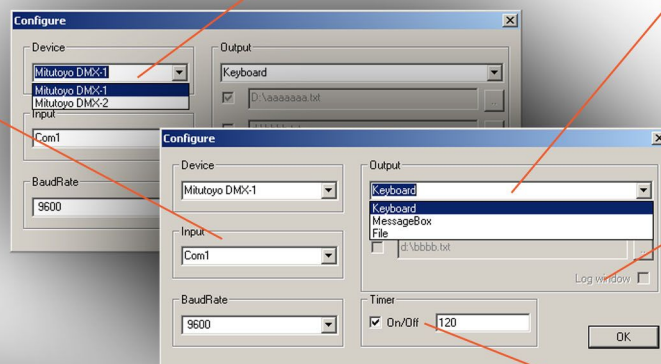 Configure
Device
Output
Mitutoyo DMX-1
Keyboard
Mitutoyo DMX-1
Mitutoyo DMX-2
D:\aaaaaaa.txt
...
Input
Com1
BaudRate
9600
Configure
Device
Output
Mitutoyo DMX-1
Keyboard
Keyboard
MessageBox
File
d:\bbbb.txt
Input
Com1
Log window
BaudRate
Timer
9600
On/Off
120
OK